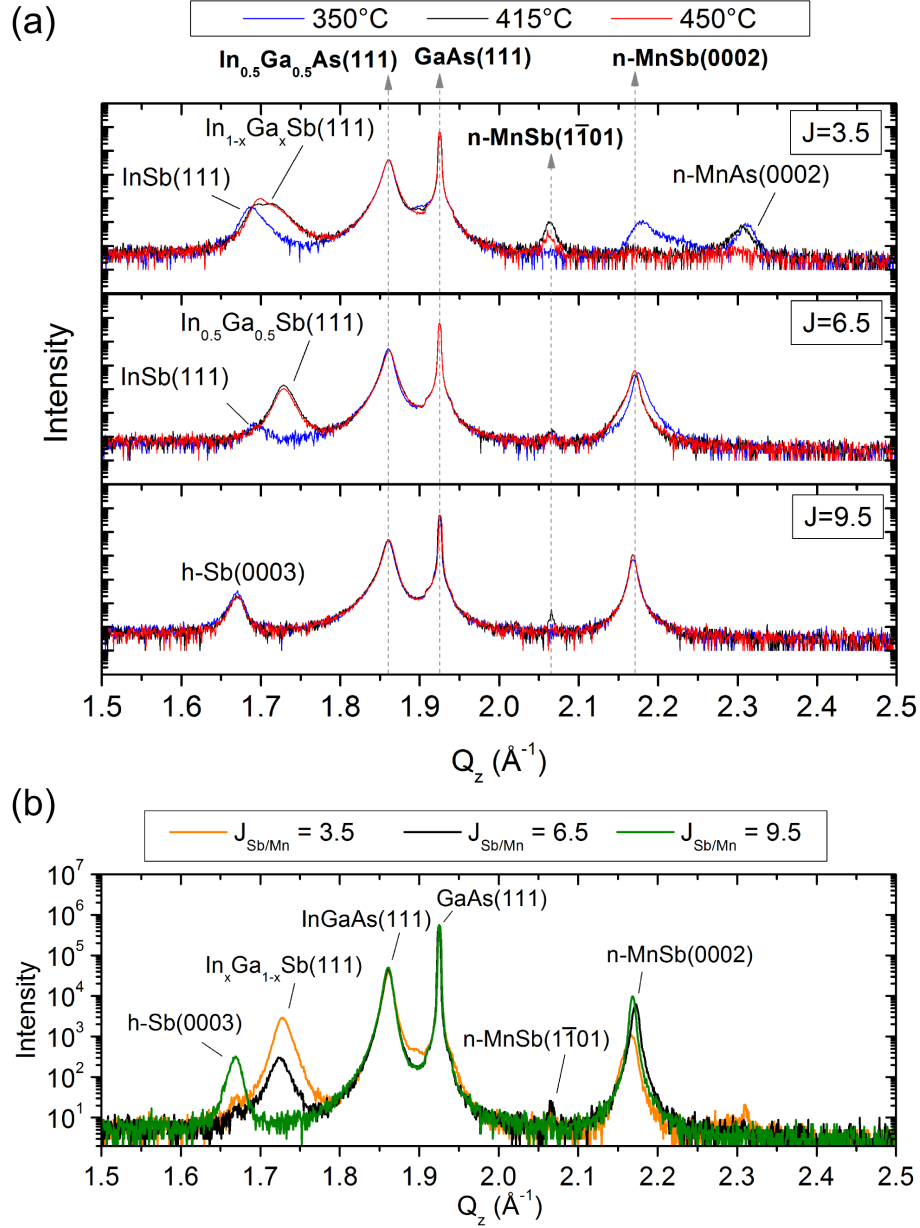 (a)
350°C 415°C 450°C
In0.5Ga0.5As(111) GaAs(111) n-MnSb(0002)
In1-xGaxSb(111)
n-MnSb(11̅01)
J=3.5
InSb(111)
n-MnAs(0002)
In0.5Ga0.5Sb(111)
J=6.5
InSb(111)
Intensity
J=9.5
h-Sb(0003)
1.5 1.6 1.7 1.8 1.9 2.0 2.1 2.2 2.3 2.4 2.5
Qz (Å-1)
(b)
JSb/Mn = 3.5 JSb/Mn = 6.5 JSb/Mn = 9.5
10^7
10^6
10^5
10^4
10^3
10^2
10^1
Intensity
GaAs(111)
InGaAs(111)
InxGa1-xSb(111)
n-MnSb(0002)
h-Sb(0003)
n-MnSb(11̅01)
1.5 1.6 1.7 1.8 1.9 2.0 2.1 2.2 2.3 2.4 2.5
Qz (Å-1)